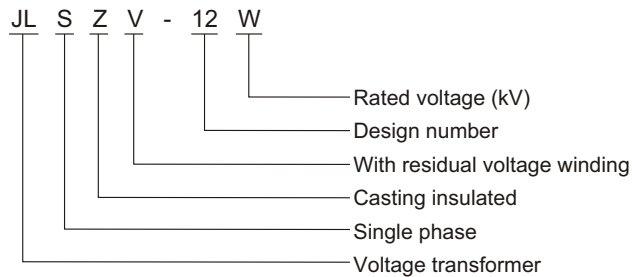 JL S Z V - 12 W
Rated voltage (kV)
Design number
With residual voltage winding
Casting insulated
Single phase
Voltage transformer